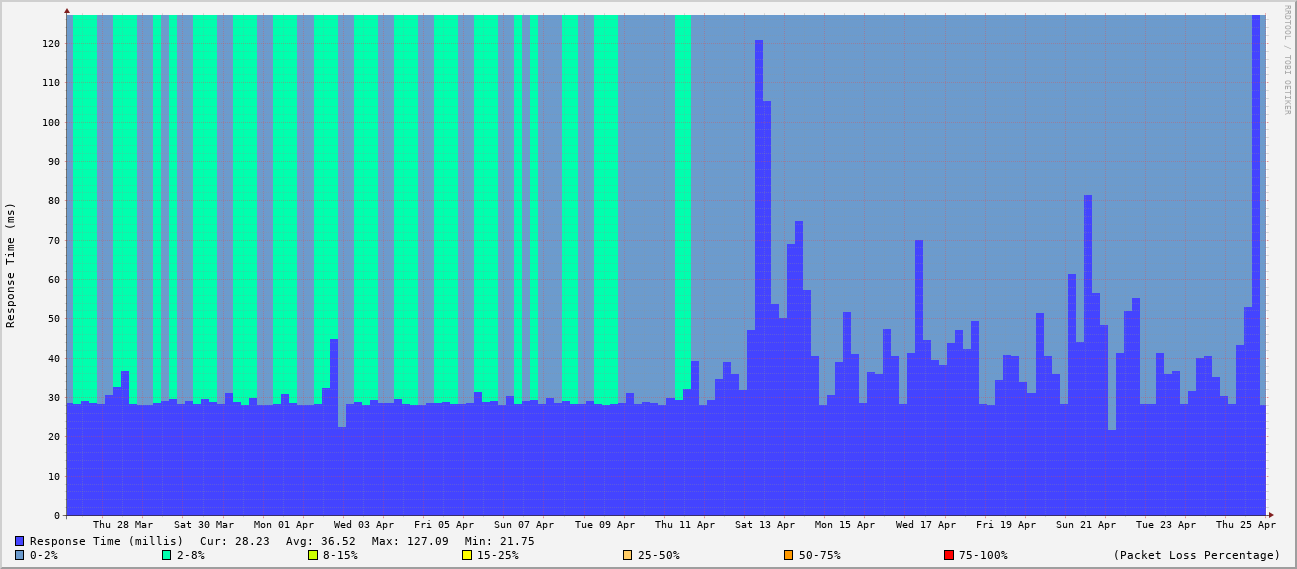 RRDTOOL / TOBI OETIKER
Response Time (ms)
120
110
100
90
80
70
60
50
40
30
20
10
0
Thu 28 Mar Sat 30 Mar Mon 01 Apr Wed 03 Apr Fri 05 Apr Sun 07 Apr Tue 09 Apr Thu 11 Apr Sat 13 Apr Mon 15 Apr Wed 17 Apr Fri 19 Apr Sun 21 Apr Tue 23 Apr Thu 25 Apr
Response Time (millis) Cur: 28.23 Avg: 36.52 Max: 127.09 Min: 21.75
0-2% 2-8% 8-15% 15-25% 25-50% 50-75% 75-100% (Packet Loss Percentage)